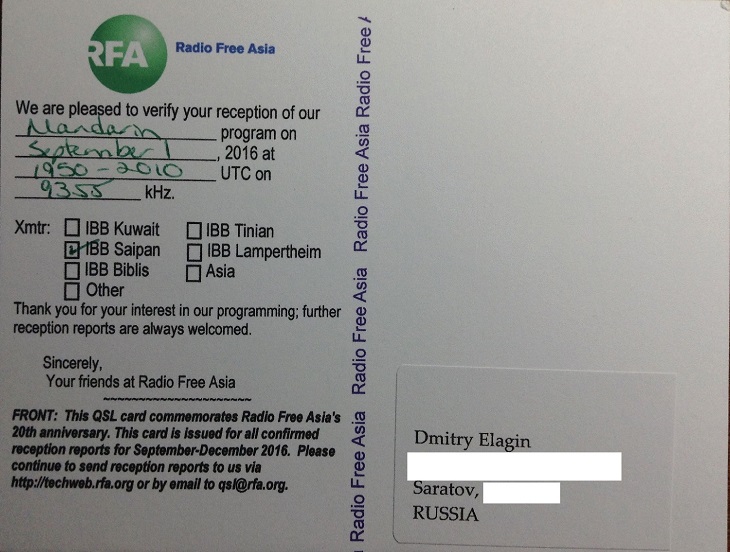 RFA Radio Free Asia
We are pleased to verify your reception of our
Mandarin program on
September 1, 2016 at
1950-2010 UTC on
9355 kHz.
Xmtr: IBB Kuwait IBB Tinian
IBB Saipan IBB Lampertheim
IBB Biblis Asia
Other
Thank you for your interest in our programming; further
reception reports are always welcomed.
Sincerely,
Your friends at Radio Free Asia
~~~~~~~~~~~~~~~~~~~~~
FRONT: This QSL card commemorates Radio Free Asia's
20th anniversary. This card is issued for all confirmed
reception reports for September-December 2016. Please
continue to send reception reports to us via
http://techweb.rfa.org or by email to qsl@rfa.org.
Radio Free Asia Radio Free Asia Radio Free Asia Radio Free A
Dmitry Elagin
Saratov,
RUSSIA